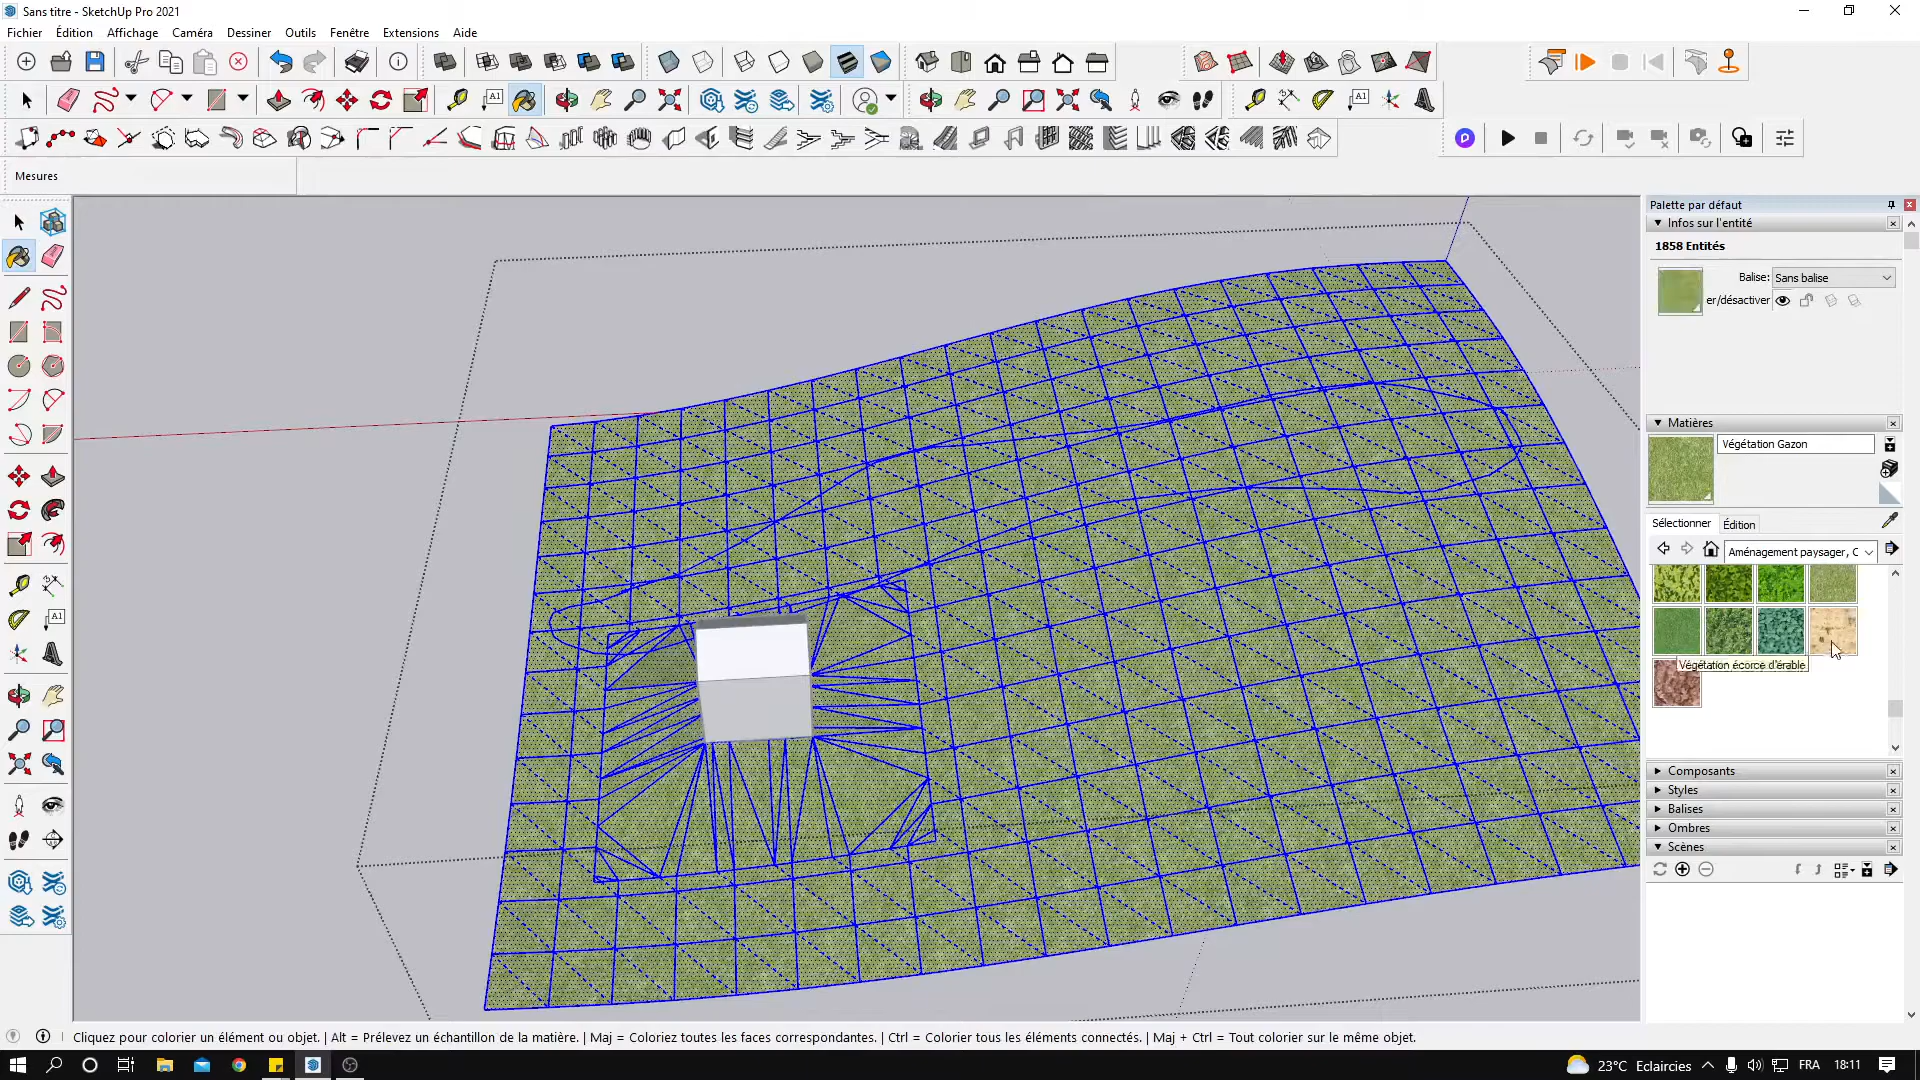 Sans titre - SketchUp Pro 2021
Fichier Édition Affichage Caméra Dessiner Outils Fenêtre Extensions Aide
A1
A1
Mesures
Palette par défaut
Infos sur l'entité
1858 Entités
Balise: Sans balise
er/désactiver
Matières
Végétation Gazon
Sélectionner Édition
Aménagement paysager, C
Végétation écorce d'érable
A1
Composants
Styles
Balises
Ombres
Scènes
Cliquez pour colorier un élément ou objet. | Alt = Prélevez un échantillon de la matière. | Maj = Coloriez toutes les faces correspondantes. | Ctrl = Colorier tous les éléments connectés. | Maj + Ctrl = Tout colorier sur le même objet.
23°C Eclaircies FRA 18:11